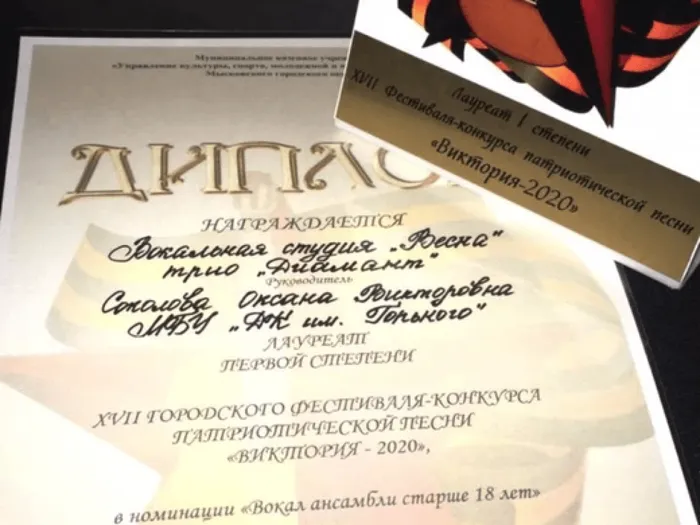 Муниципальное казенное
«Управление культуры, спорта, молодежной
Мысковского городского
ДИПЛО
НАГРАЖДАЕТСЯ
Вокальная студия „Весна“
трио „Диамант“
Руководитель
Соколова Оксана Викторовна
МБУ „ДК им. Горького“
ЛАУРЕАТ
ПЕРВОЙ СТЕПЕНИ
XVII ГОРОДСКОГО ФЕСТИВАЛЯ-КОНКУРСА
ПАТРИОТИЧЕСКОЙ ПЕСНИ
«ВИКТОРИЯ - 2020»,
в номинации «Вокал ансамбли старше 18 лет»
Лауреат I степени
XVII Фестиваля-конкурса патриотической песни
«Виктория-2020»